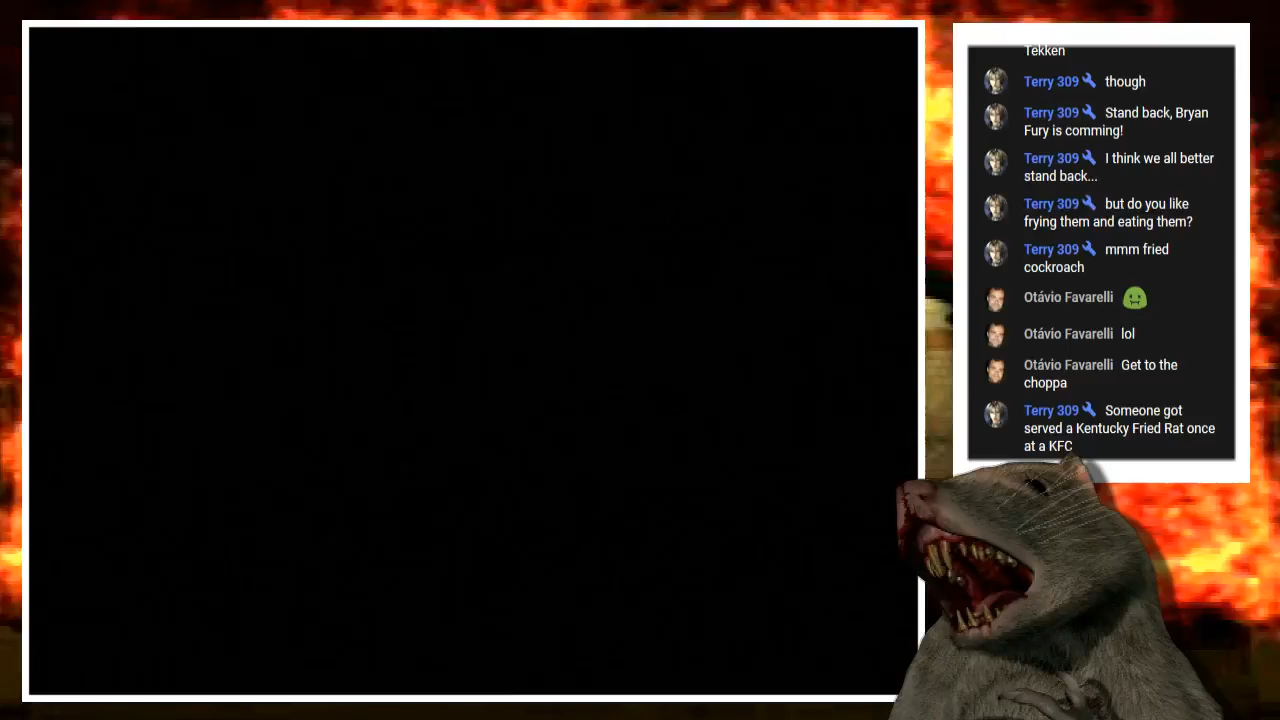 Tekken
Terry 309 though
Terry 309 Stand back, Bryan
Fury is comming!
Terry 309 I think we all better
stand back...
Terry 309 but do you like
frying them and eating them?
Terry 309 mmm fried
cockroach
Otávio Favarelli
Otávio Favarelli lol
Otávio Favarelli Get to the
choppa
Terry 309 Someone got
served a Kentucky Fried Rat once
at a KFC